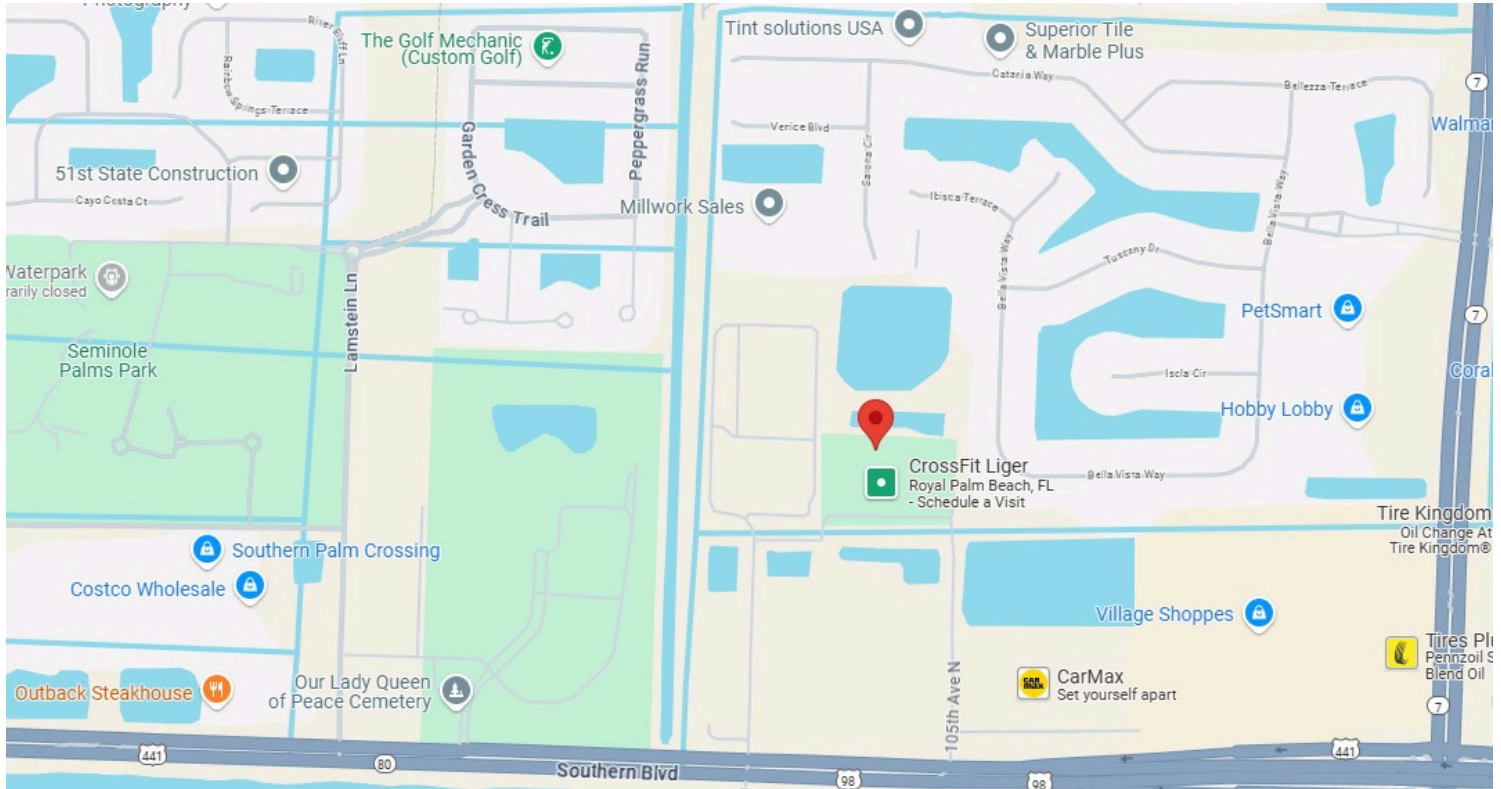 Photography
River Bluff Ln
Rainbow Springs Terrace
The Golf Mechanic
(Custom Golf)
Peppergrass Run
Garden Cress Trail
Tint solutions USA
Superior Tile
& Marble Plus
Cataria Way
Bellezza Terrace
7
Walmar
Verice Blvd
Sarona Cir
51st State Construction
Cayo Costa Ct
Millwork Sales
Ibisca Terrace
Bella Vista Way
Bella Vista Way
Tuscany Dr
Waterpark
rarily closed
Lamstein Ln
Seminole
Palms Park
PetSmart
7
Iscla Cir
Coral
Hobby Lobby
Bella Vista Way
CrossFit Liger
Royal Palm Beach, FL
- Schedule a Visit
Tire Kingdom
Oil Change At
Tire Kingdom®
Southern Palm Crossing
Costco Wholesale
Village Shoppes
Outback Steakhouse
Our Lady Queen
of Peace Cemetery
105th Ave N
CAR
MAX
CarMax
Set yourself apart
Tires Plu
Pennzoil S
Blend Oil
7
441
80
Southern Blvd
98
98
441